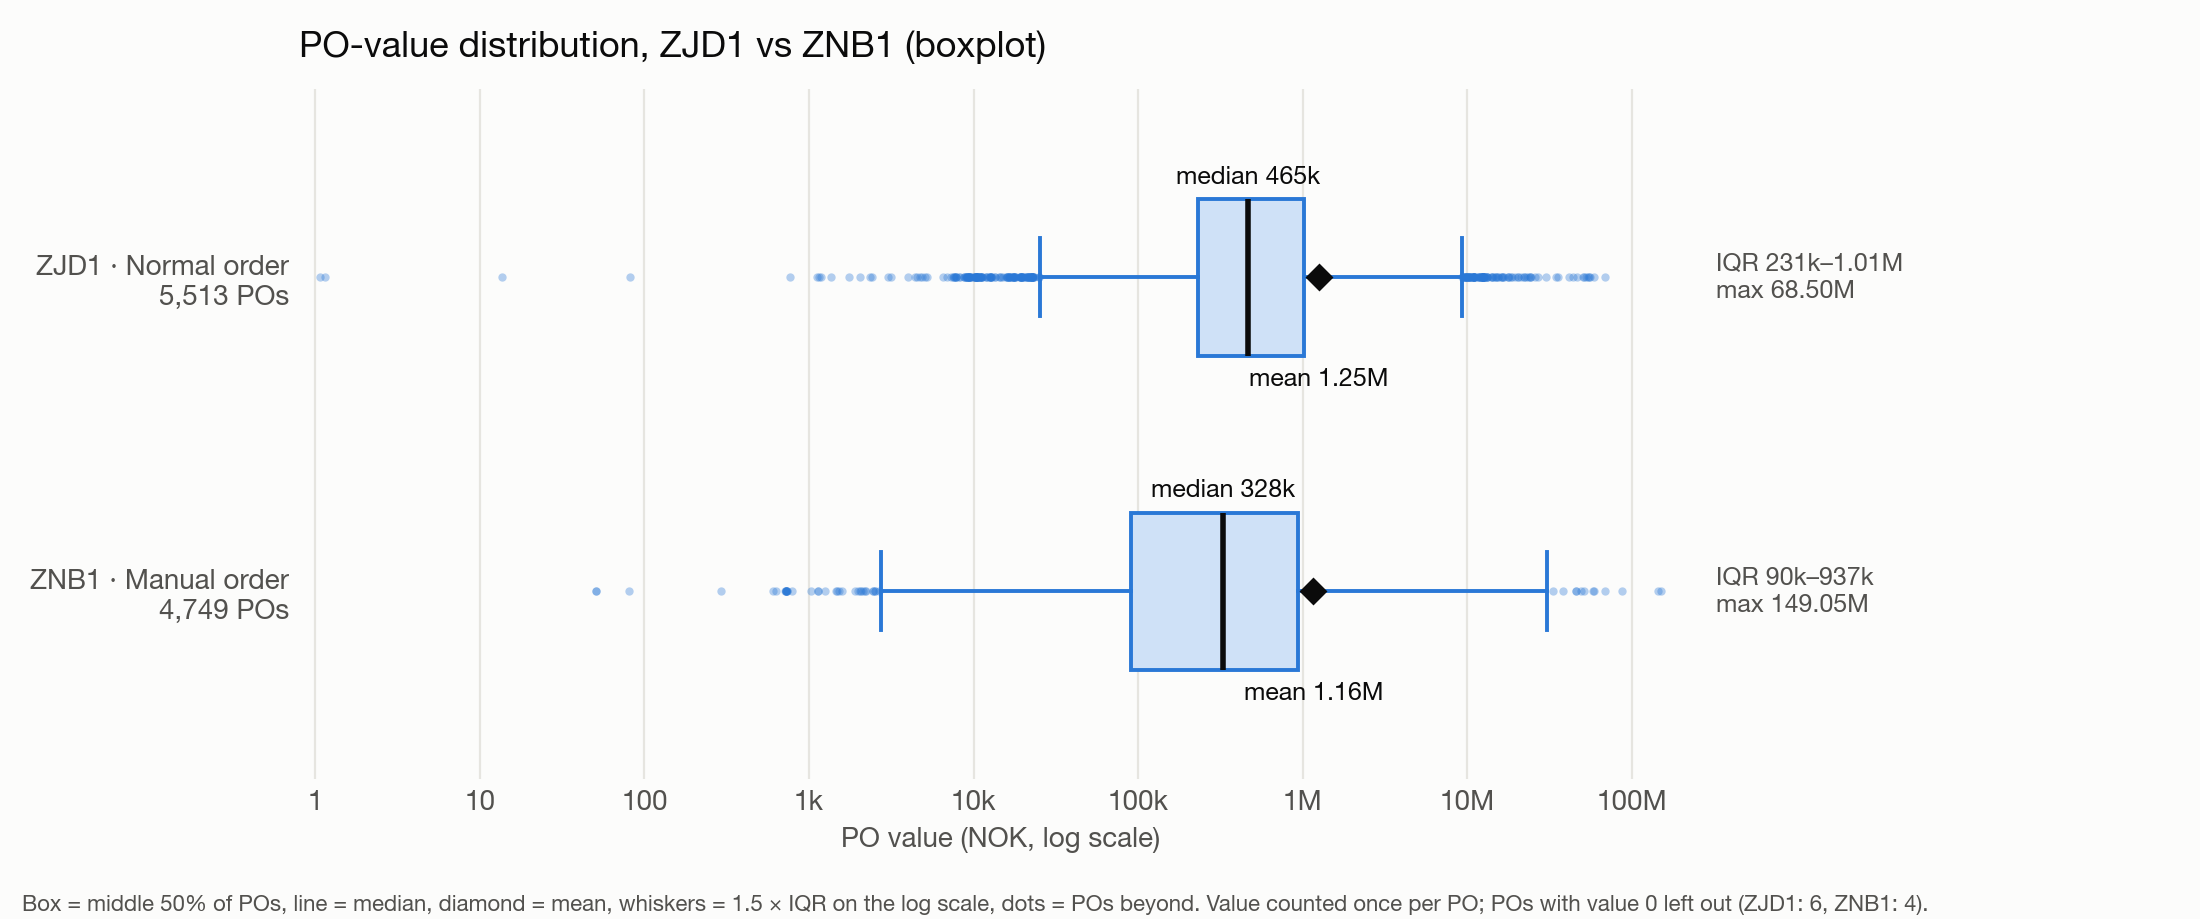 PO-value distribution, ZJD1 vs ZNB1 (boxplot)
median 465k
ZJD1 · Normal order
5,513 POs
IQR 231k–1.01M
max 68.50M
mean 1.25M
median 328k
ZNB1 · Manual order
4,749 POs
IQR 90k–937k
max 149.05M
mean 1.16M
1 10 100 1k 10k 100k 1M 10M 100M
PO value (NOK, log scale)
Box = middle 50% of POs, line = median, diamond = mean, whiskers = 1.5 × IQR on the log scale, dots = POs beyond. Value counted once per PO; POs with value 0 left out (ZJD1: 6, ZNB1: 4).